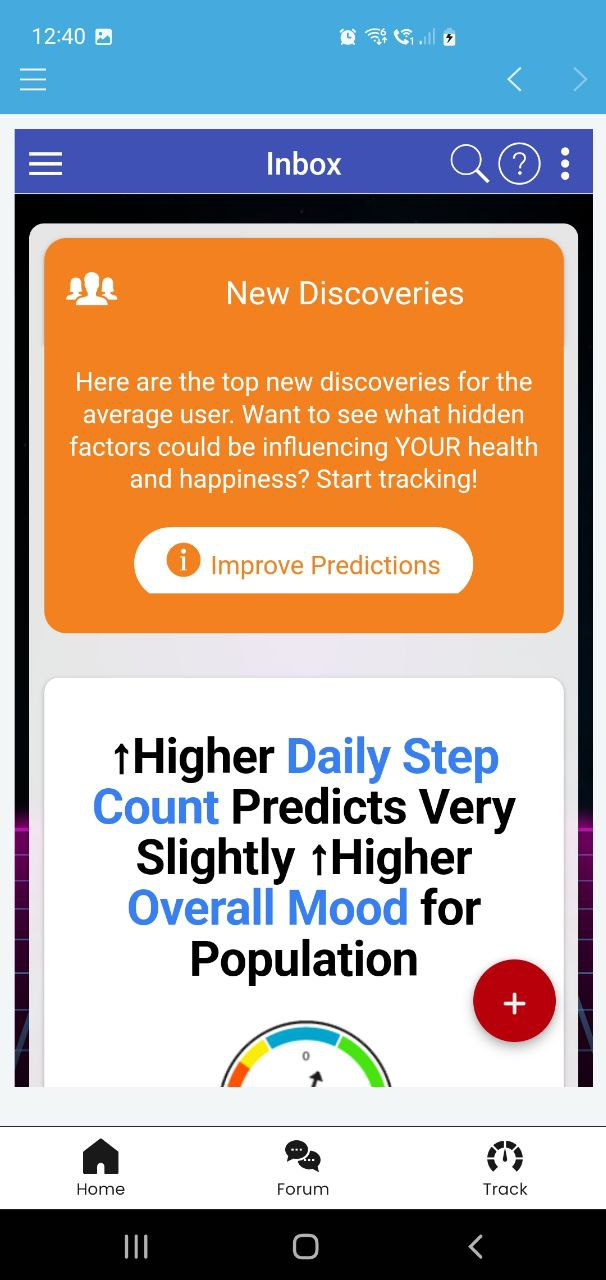 12:40
Inbox
New Discoveries
Here are the top new discoveries for the
average user. Want to see what hidden
factors could be influencing YOUR health
and happiness? Start tracking!
i Improve Predictions
↑Higher Daily Step
Count Predicts Very
Slightly ↑Higher
Overall Mood for
Population
0
+
Home Forum Track